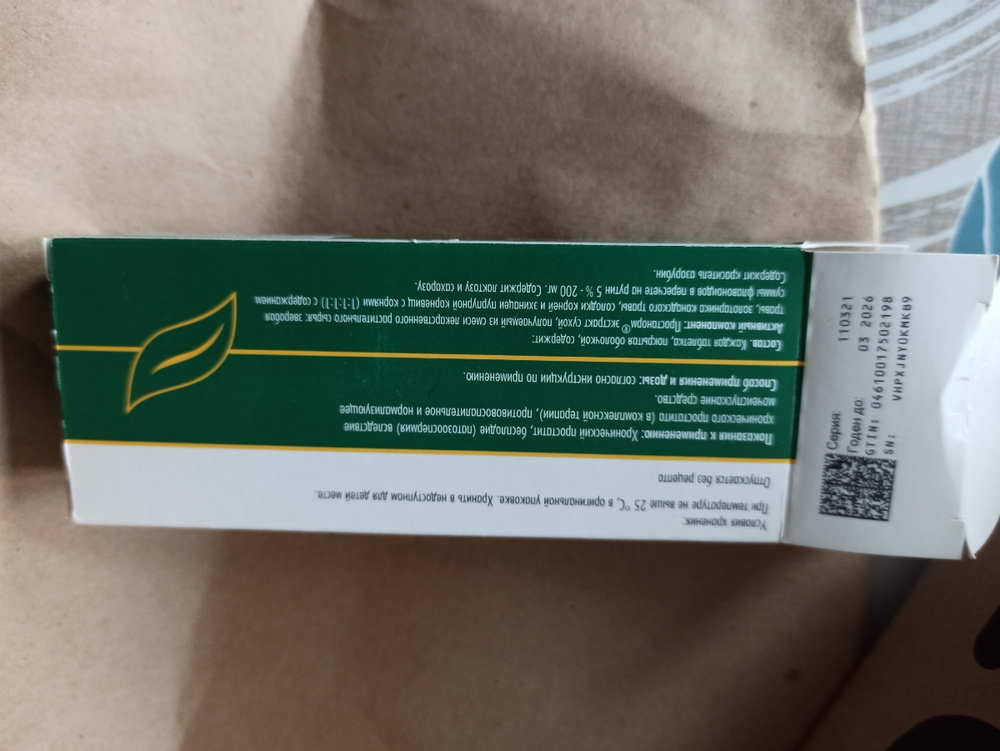 Условия хранения:
При температуре не выше 25 °С, в оригинальной упаковке. Хранить в недоступном для детей месте.
Отпускается без рецепта
Показания к применению: Хронический простатит, бесплодие (патозооспермия) вследствие
хронического простатита (в комплексной терапии), противовоспалительное и нормализующее
мочеиспускание средство.
Способ применения и дозы: согласно инструкции по применению.
Состав. Каждая таблетка, покрытая оболочкой, содержит:
Активный компонент: Простанорм® экстракт сухой, получаемый из смеси лекарственного растительного сырья: зверобоя
травы, золотарника канадского травы, солодки корней и эхинацеи пурпурной корневищ с корнями (1:1:1:1) с содержанием
суммы флавоноидов в пересчете на рутин 5 % - 200 мг. Содержит лактозу и сахарозу.
Содержит краситель азорубин.
Серия: 110321
Годен до: 03 2026
GTIN: 04610017502198
SN: VHPXJNYOKNKB9